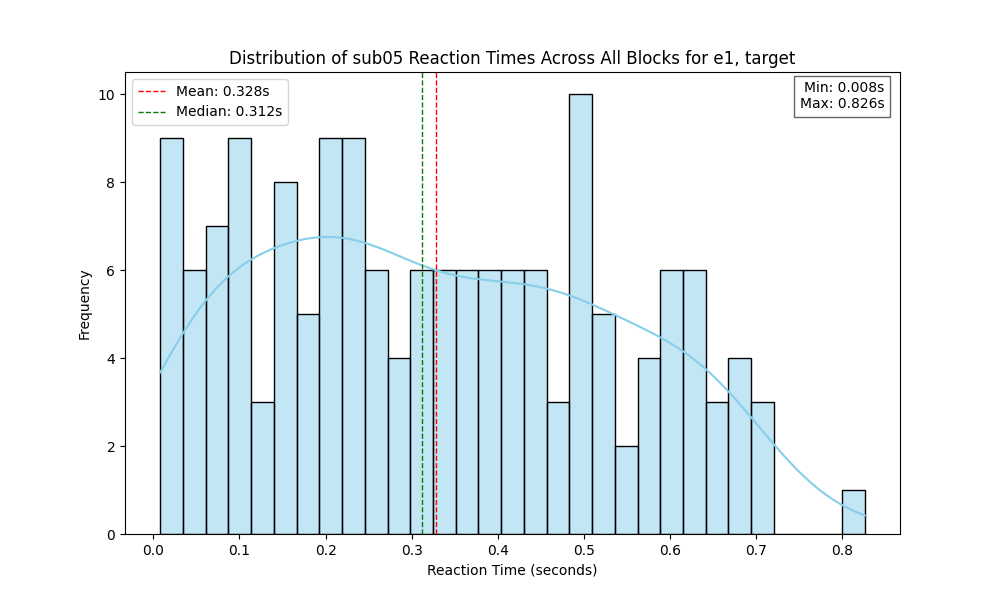 Distribution of sub05 Reaction Times Across All Blocks for e1, target
Mean: 0.328s
Median: 0.312s
Min: 0.008s
Max: 0.826s
Frequency
10
8
6
4
2
0
0.0 0.1 0.2 0.3 0.4 0.5 0.6 0.7 0.8
Reaction Time (seconds)